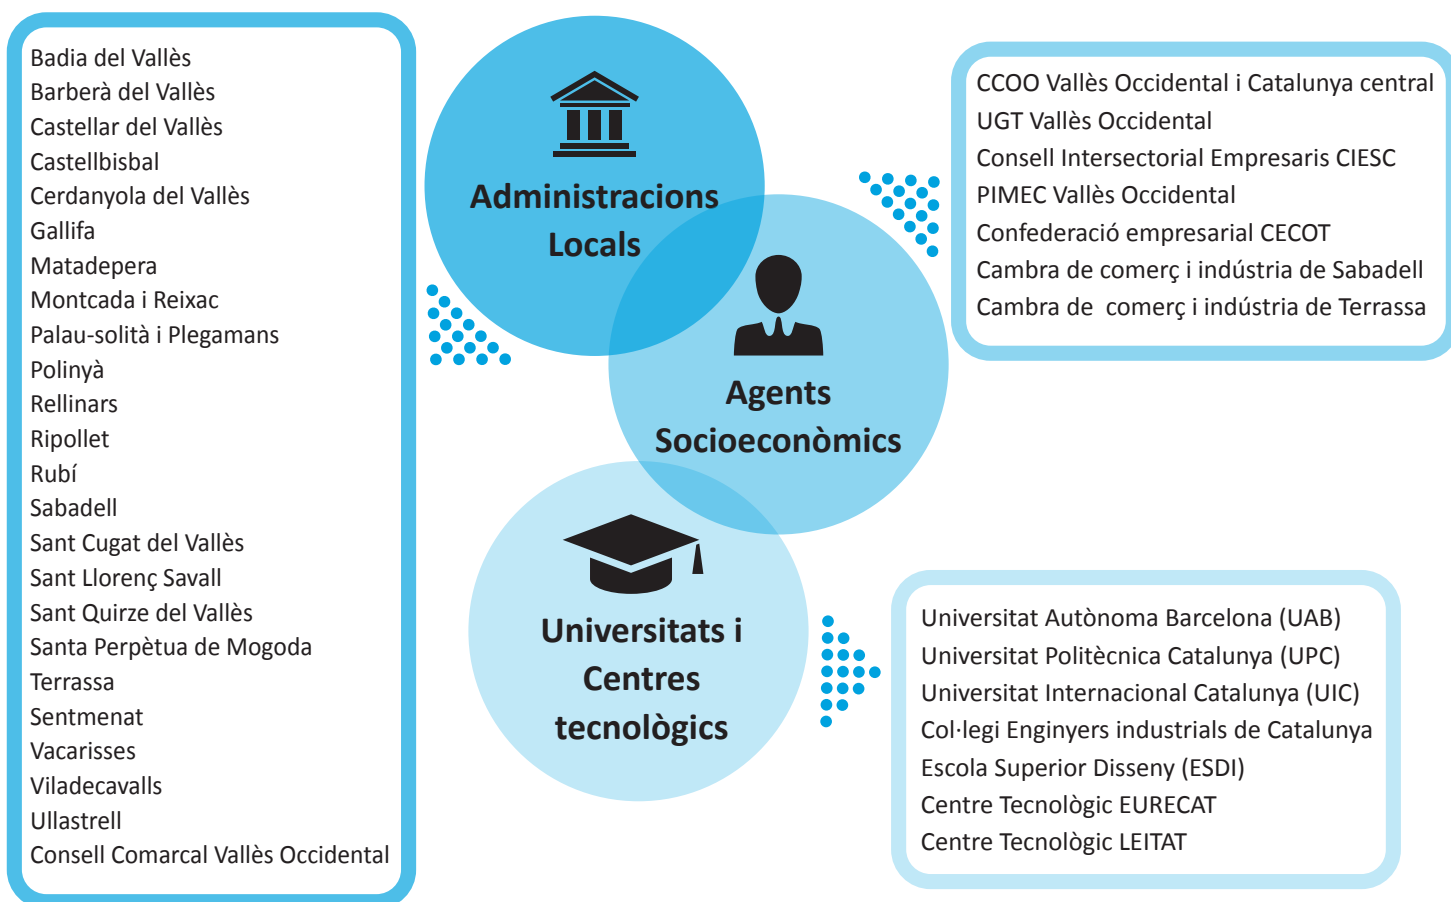 Badia del Vallès
Barberà del Vallès
Castellar del Vallès
Castellbisbal
Cerdanyola del Vallès
Gallifa
Matadepera
Montcada i Reixac
Palau-solità i Plegamans
Polinyà
Rellinars
Ripollet
Rubí
Sabadell
Sant Cugat del Vallès
Sant Llorenç Savall
Sant Quirze del Vallès
Santa Perpètua de Mogoda
Terrassa
Sentmenat
Vacarisses
Viladecavalls
Ullastrell
Consell Comarcal Vallès Occidental
Administracions
Locals
Agents
Socioeconòmics
Universitats i
Centres
tecnològics
CCOO Vallès Occidental i Catalunya central
UGT Vallès Occidental
Consell Intersectorial Empresaris CIESC
PIMEC Vallès Occidental
Confederació empresarial CECOT
Cambra de comerç i indústria de Sabadell
Cambra de comerç i indústria de Terrassa
Universitat Autònoma Barcelona (UAB)
Universitat Politècnica Catalunya (UPC)
Universitat Internacional Catalunya (UIC)
Col·legi Enginyers industrials de Catalunya
Escola Superior Disseny (ESDI)
Centre Tecnològic EURECAT
Centre Tecnològic LEITAT